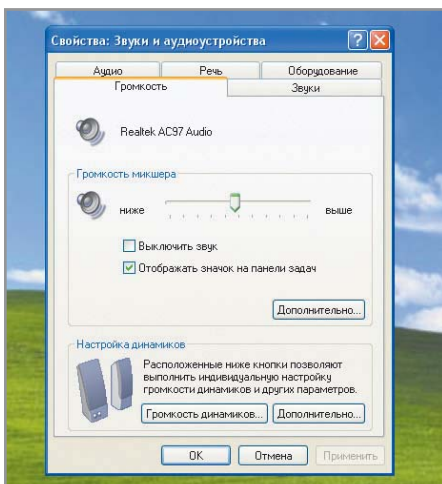 Свойства: Звуки и аудиоустройства
Аудио Речь Оборудование
Громкость Звуки
Realtek AC97 Audio
Громкость микшера
ниже выше
Выключить звук
Отображать значок на панели задач
Дополнительно...
Настройка динамиков
Расположенные ниже кнопки позволяют
выполнить индивидуальную настройку
громкости динамиков и других параметров.
Громкость динамиков... Дополнительно...
OK Отмена Применить